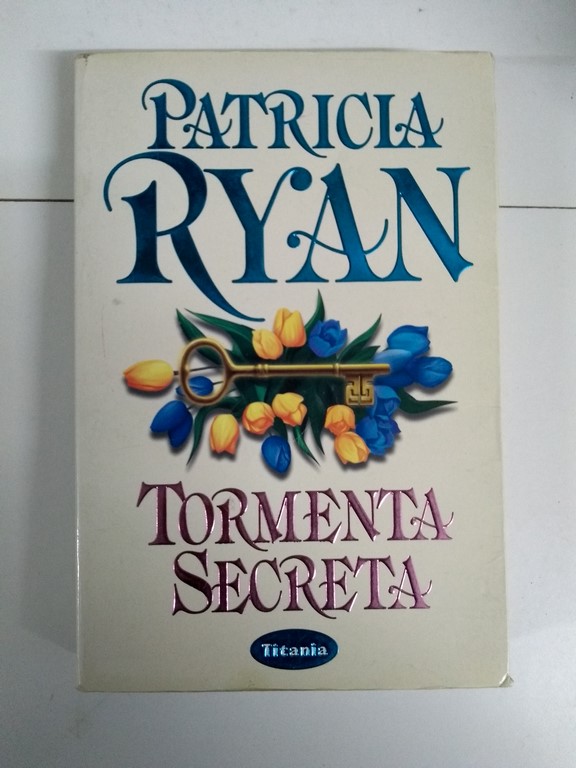 PATRICIA
RYAN
TORMENTA
SECRETA
Titania